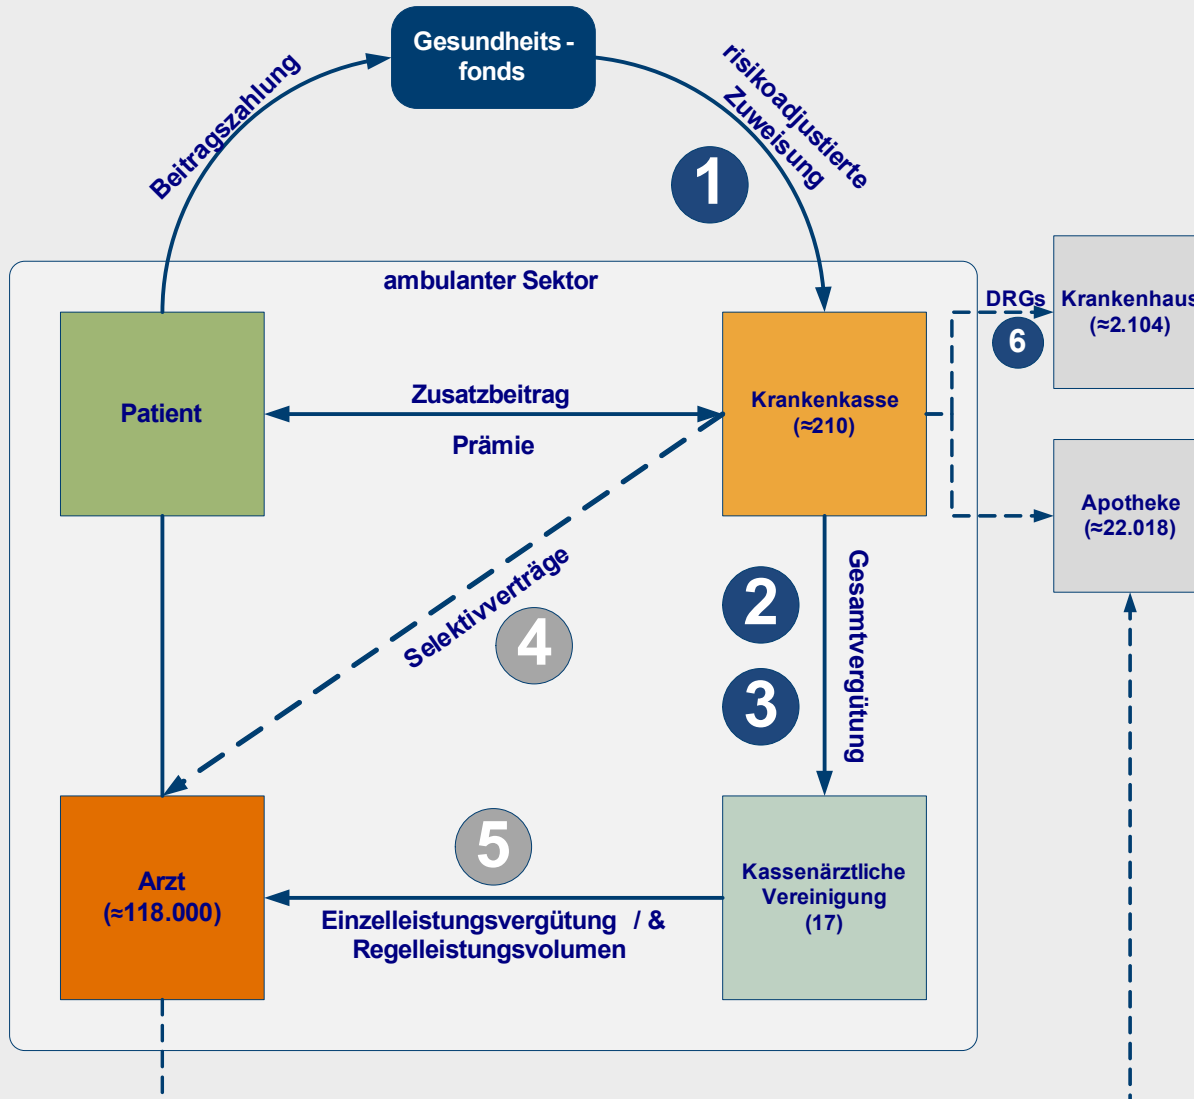 Gesundheits -
fonds
Beitragszahlung
risikoadjustierte
Zuweisung
1
ambulanter Sektor
DRGs
6
Krankenhaus
(≈2.104)
Patient
Zusatzbeitrag
Prämie
Krankenkasse
(≈210)
Apotheke
(≈22.018)
Selektivverträge
4
2
3
Gesamtvergütung
5
Arzt
(≈118.000)
Einzelleistungsvergütung / &
Regelleistungsvolumen
Kassenärztliche
Vereinigung
(17)